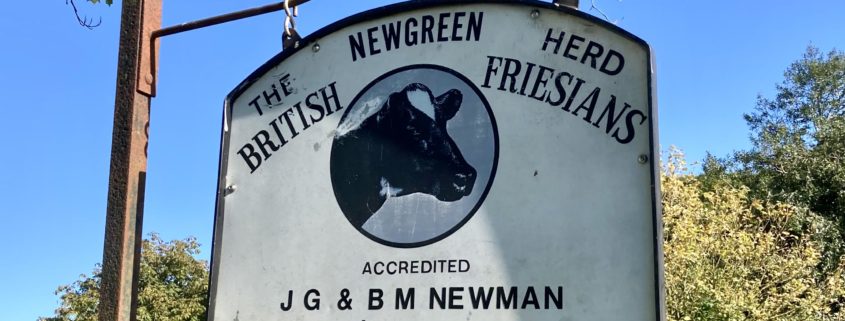 THE NEWGREEN HERD
BRITISH FRIESIANS
ACCREDITED
J G & B M NEWMAN